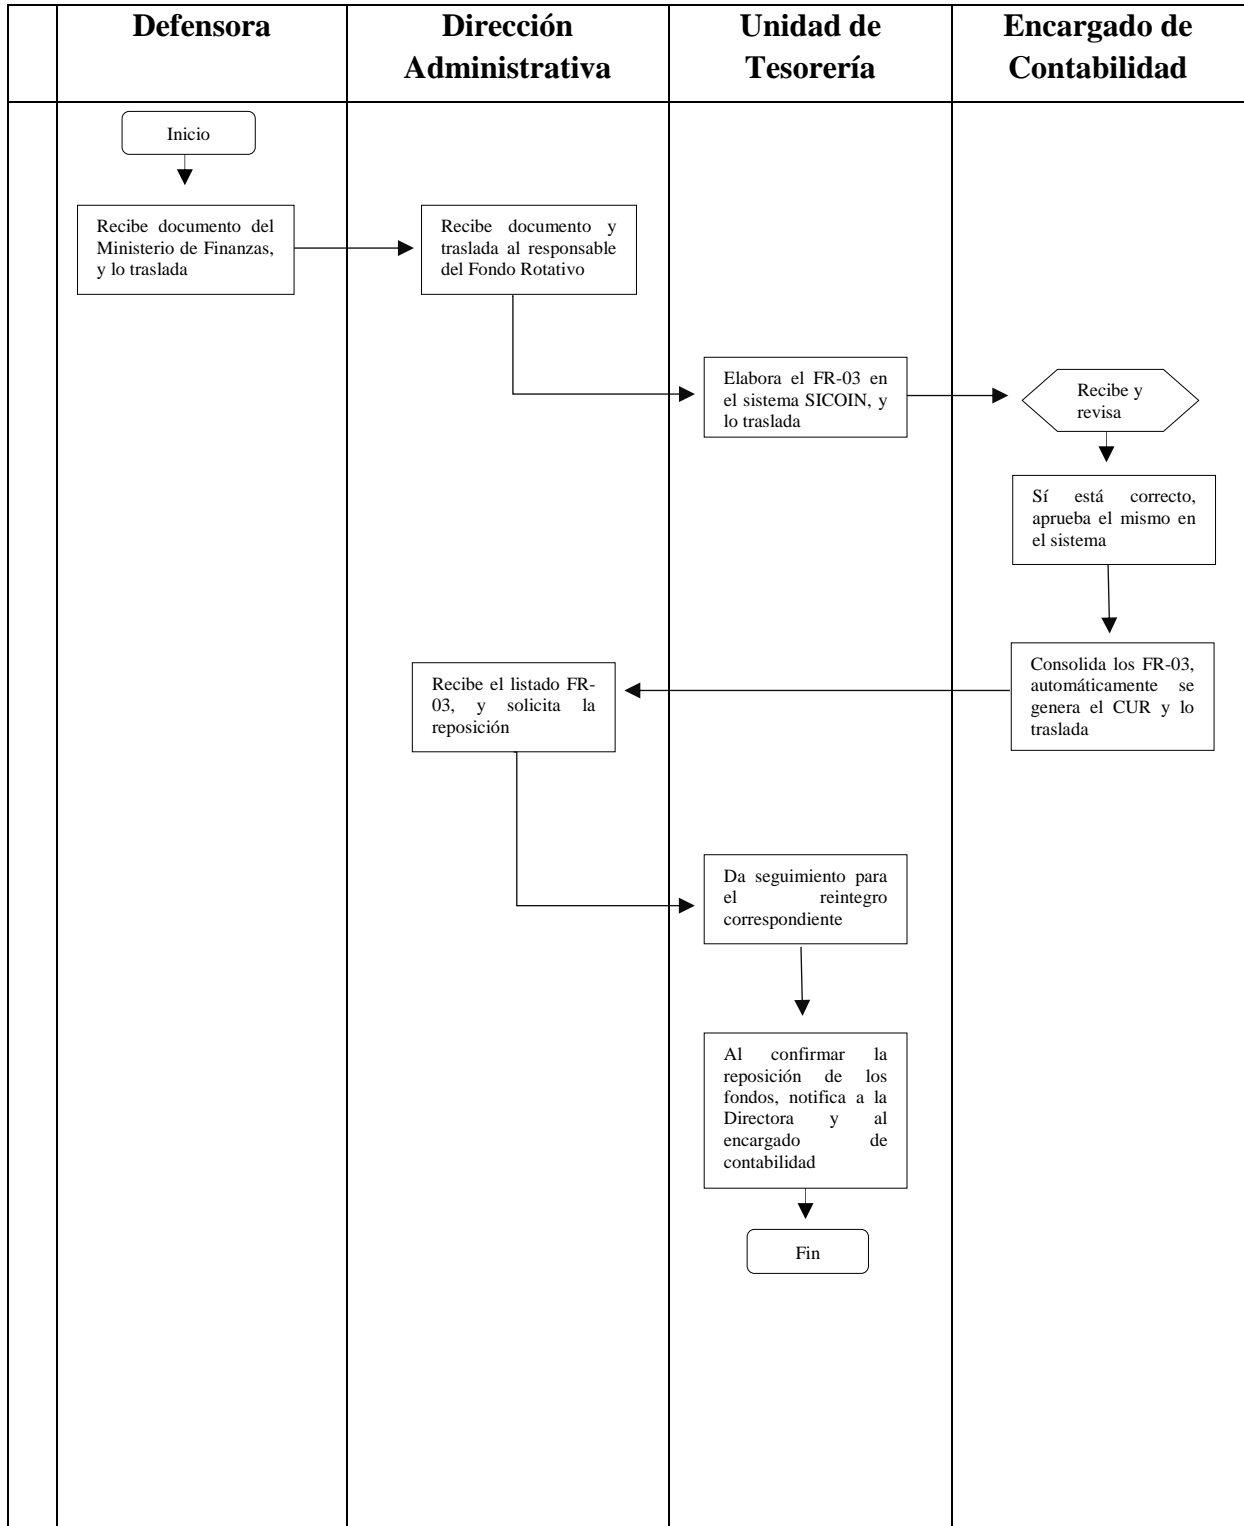 Defensora
Dirección
Administrativa
Unidad de
Tesorería
Encargado de
Contabilidad
Inicio
Recibe documento del
Ministerio de Finanzas,
y lo traslada
Recibe documento y
traslada al responsable
del Fondo Rotativo
Elabora el FR-03 en
el sistema SICOIN, y
lo traslada
Recibe y
revisa
Sí está correcto,
aprueba el mismo en
el sistema
Consolida los FR-03,
automáticamente se
genera el CUR y lo
traslada
Recibe el listado FR-
03, y solicita la
reposición
Da seguimiento para
el reintegro
correspondiente
Al confirmar la
reposición de los
fondos, notifica a la
Directora y al
encargado de
contabilidad
Fin